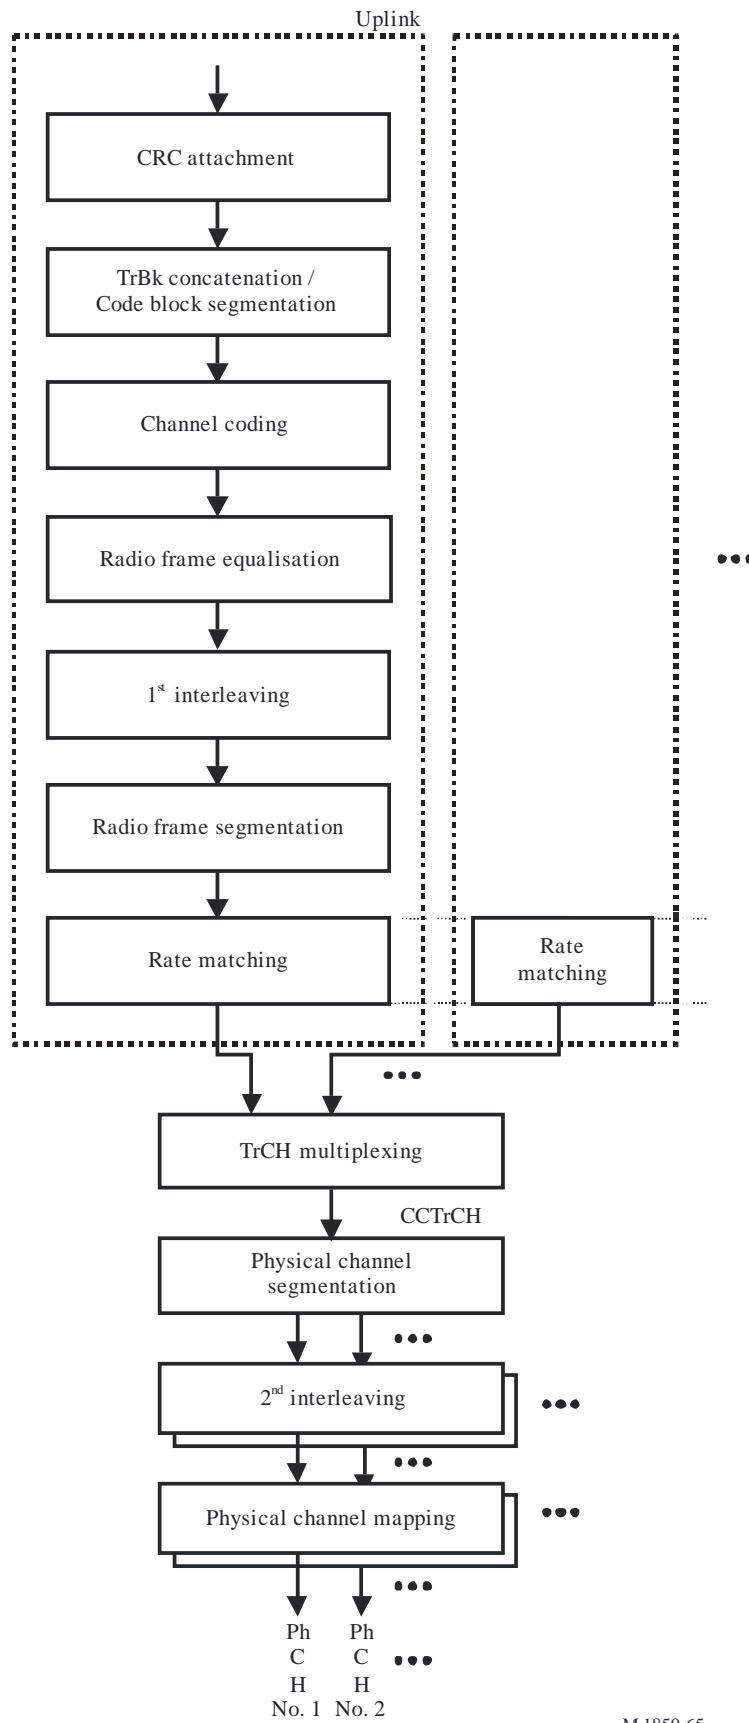 Uplink
CRC attachment
TrBk concatenation /
Code block segmentation
Channel coding
Radio frame equalisation
1st interleaving
Radio frame segmentation
Rate matching
Rate
matching
TrCH multiplexing
CCTrCH
Physical channel
segmentation
2nd interleaving
Physical channel mapping
Ph Ph
C C
H H
No. 1 No. 2
M.1850-65